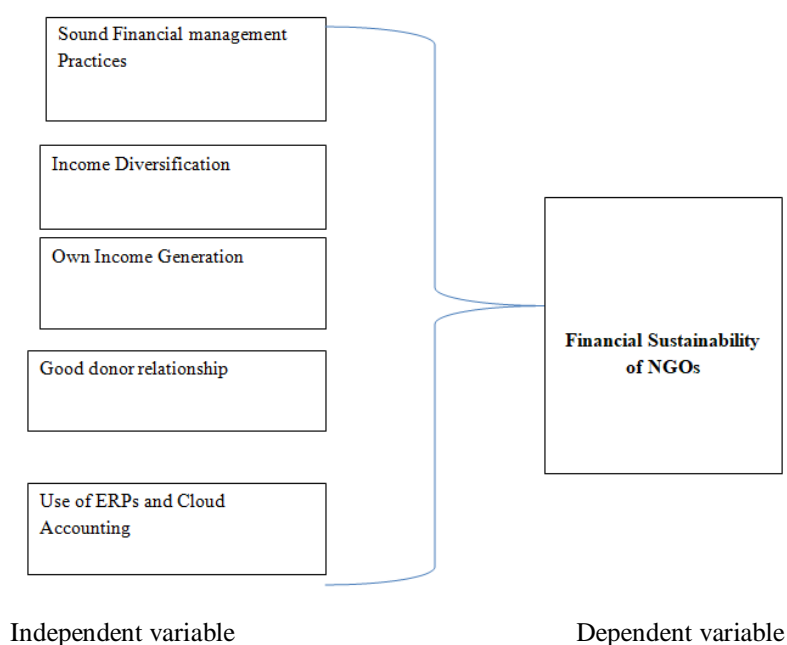 Sound Financial management
Practices
Income Diversification
Own Income Generation
Good donor relationship
Use of ERPs and Cloud
Accounting
Financial Sustainability
of NGOs
Independent variable
Dependent variable